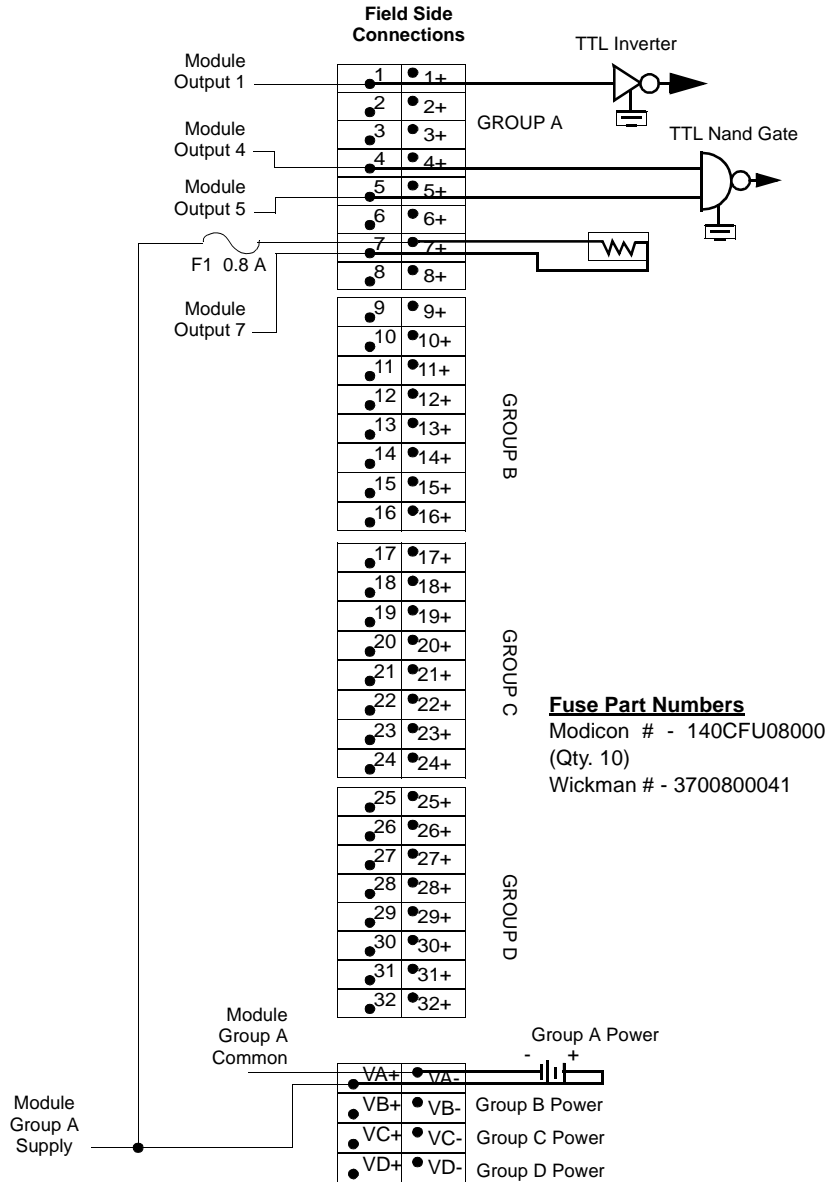 Field Side
Connections
TTL Inverter
Module
Output 1
1 1+
2 2+
GROUP A
3 3+
TTL Nand Gate
Module
Output 4
4 4+
Module
Output 5
5 5+
6 6+
7 7+
F1 0.8 A
8 8+
Module
Output 7
9 9+
10 10+
11 11+
12 12+
13 13+
GROUP B
14 14+
15 15+
16 16+
17 17+
18 18+
19 19+
20 20+
21 21+
GROUP C
22 22+
23 23+
24 24+
Fuse Part Numbers
Modicon # - 140CFU08000
(Qty. 10)
Wickman # - 3700800041
25 25+
26 26+
27 27+
28 28+
29 29+
GROUP D
30 30+
31 31+
32 32+
Module
Group A
Common
Group A Power
- +
VA+ VA-
VB+ VB- Group B Power
Module
Group A
Supply
VC+ VC- Group C Power
VD+ VD- Group D Power